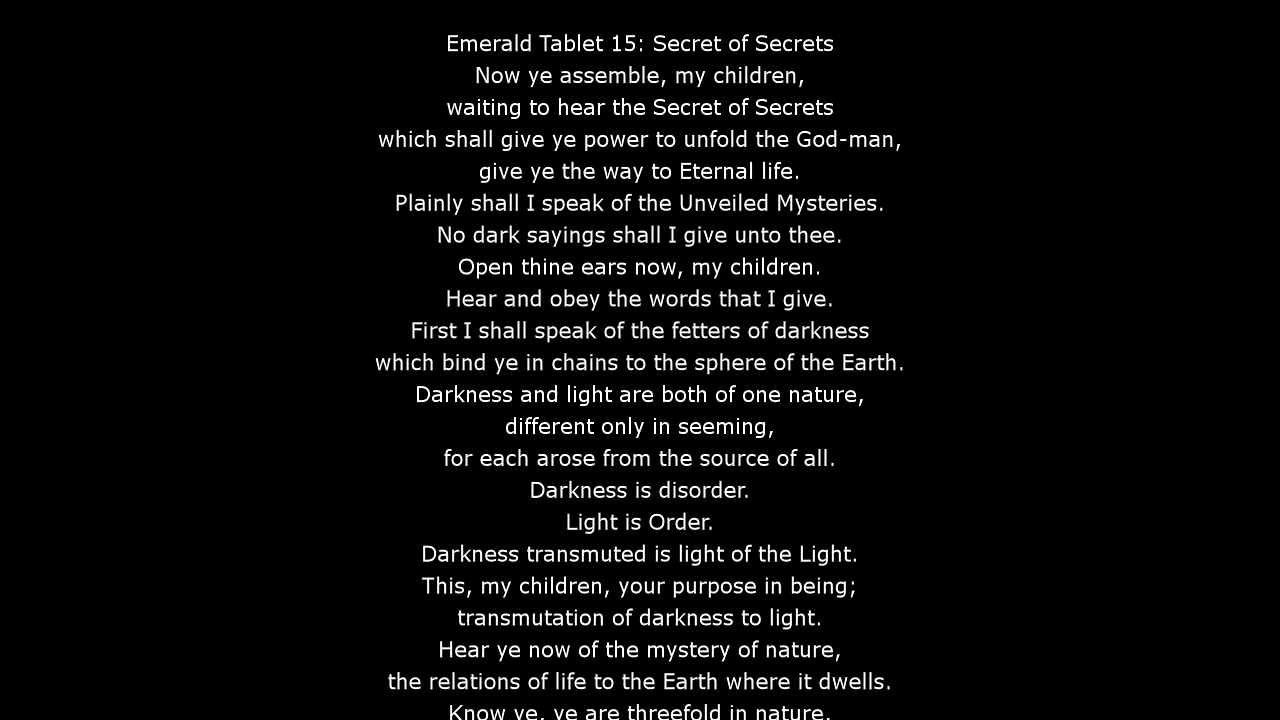 Emerald Tablet 15: Secret of Secrets
Now ye assemble, my children,
waiting to hear the Secret of Secrets
which shall give ye power to unfold the God-man,
give ye the way to Eternal life.
Plainly shall I speak of the Unveiled Mysteries.
No dark sayings shall I give unto thee.
Open thine ears now, my children.
Hear and obey the words that I give.
First I shall speak of the fetters of darkness
which bind ye in chains to the sphere of the Earth.
Darkness and light are both of one nature,
different only in seeming,
for each arose from the source of all.
Darkness is disorder.
Light is Order.
Darkness transmuted is light of the Light.
This, my children, your purpose in being;
transmutation of darkness to light.
Hear ye now of the mystery of nature,
the relations of life to the Earth where it dwells.
Know ye, ye are threefold in nature,